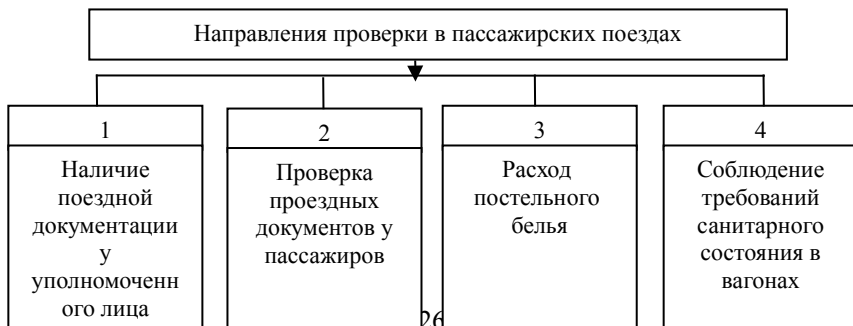 Направления проверки в пассажирских поездах
1
Наличие
поездной
документации
у
уполномоченн
ого лица
2
Проверка
проездных
документов у
пассажиров
3
Расход
постельного
белья
4
Соблюдение
требований
санитарного
состояния в
вагонах
26